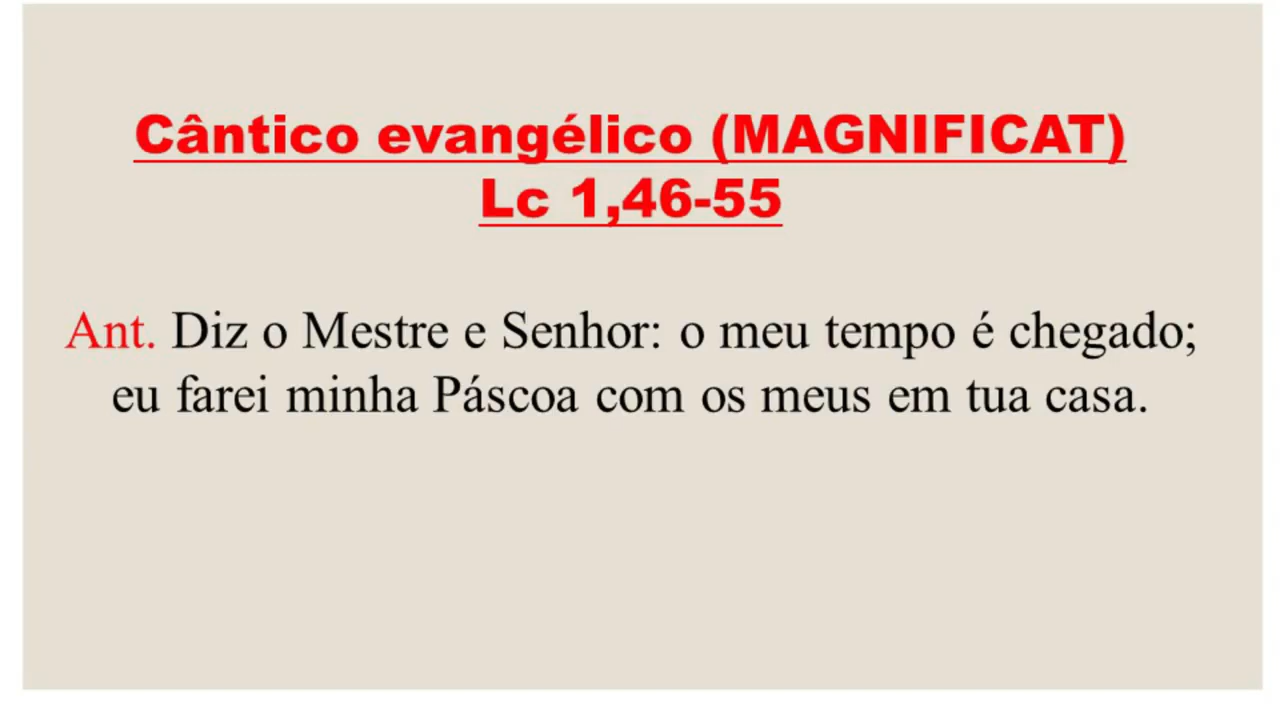 Cântico evangélico (MAGNIFICAT)
Lc 1,46-55
Ant. Diz o Mestre e Senhor: o meu tempo é chegado;
eu farei minha Páscoa com os meus em tua casa.